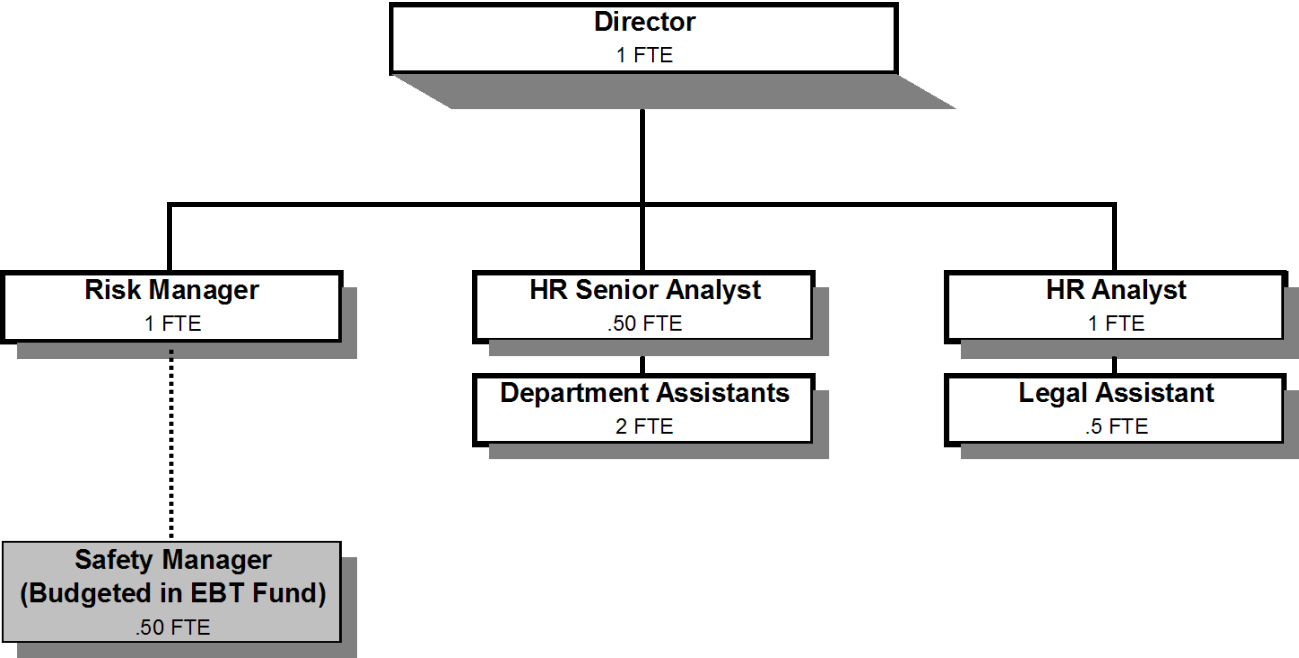 Director
1 FTE
Risk Manager
1 FTE
HR Senior Analyst
.50 FTE
HR Analyst
1 FTE
Department Assistants
2 FTE
Legal Assistant
.5 FTE
Safety Manager
(Budgeted in EBT Fund)
.50 FTE